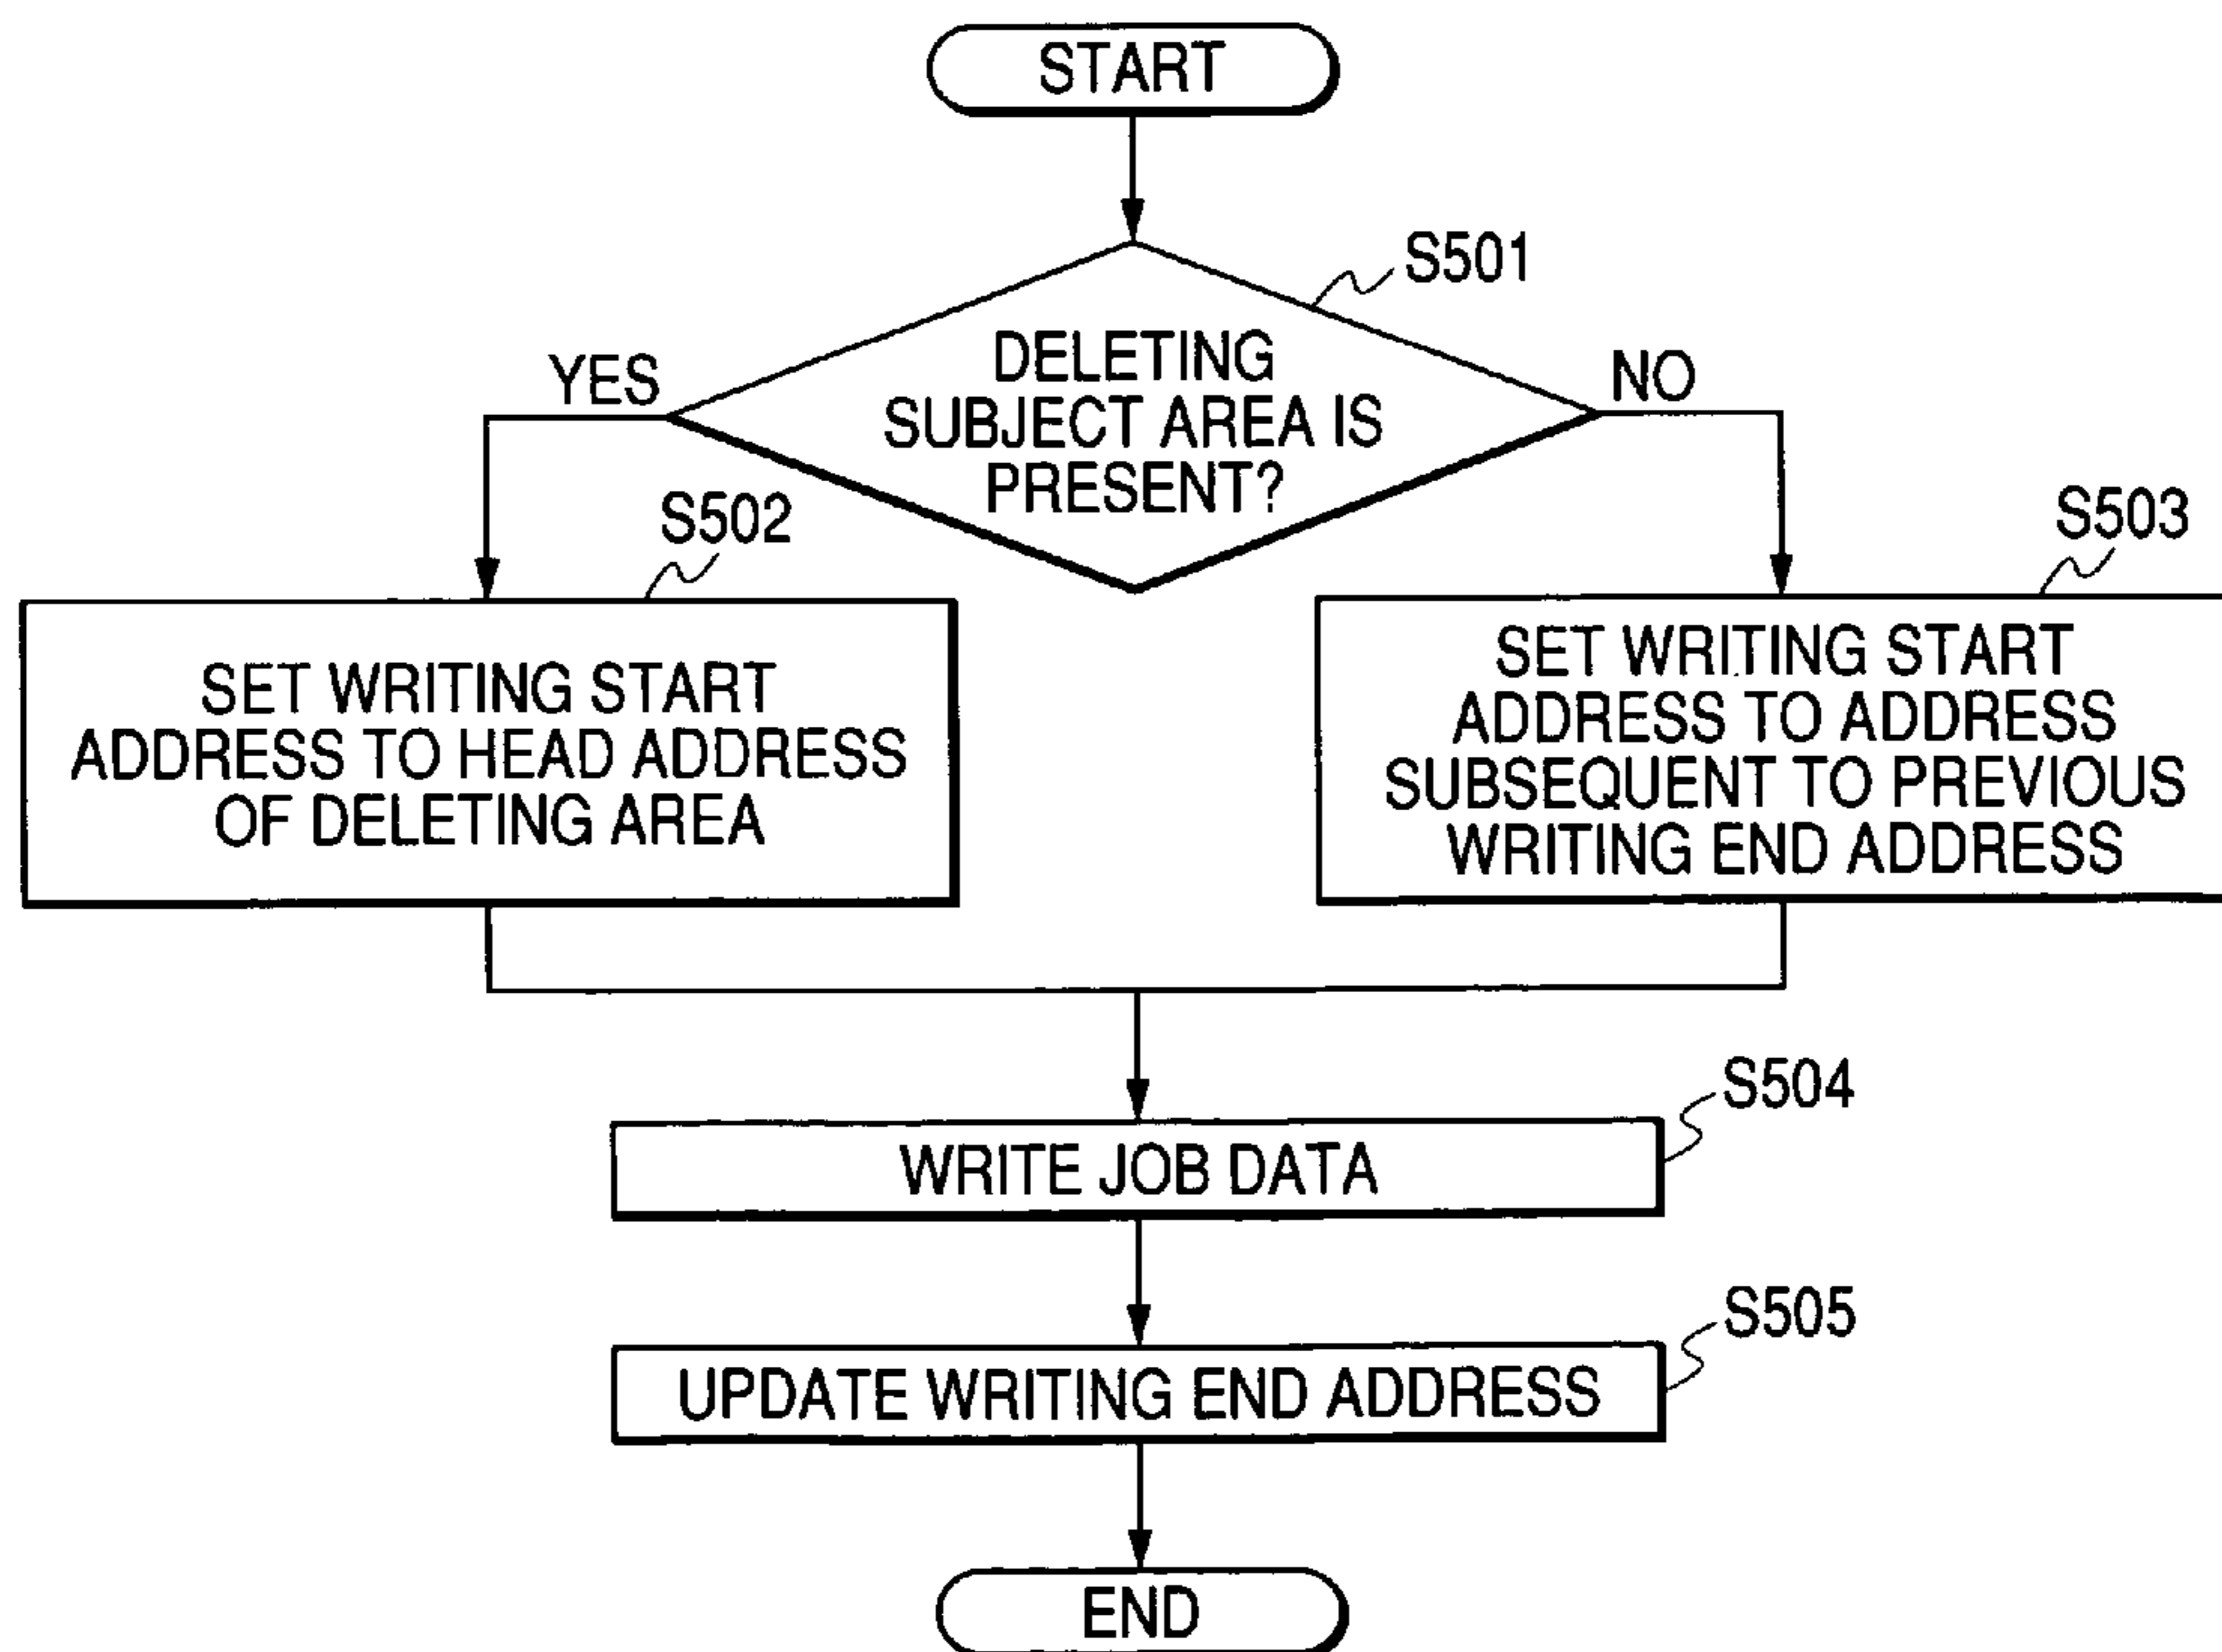 START
S501
DELETING
SUBJECT AREA IS
PRESENT?
YES
NO
S502
SET WRITING START
ADDRESS TO HEAD ADDRESS
OF DELETING AREA
S503
SET WRITING START
ADDRESS TO ADDRESS
SUBSEQUENT TO PREVIOUS
WRITING END ADDRESS
S504
WRITE JOB DATA
S505
UPDATE WRITING END ADDRESS
END